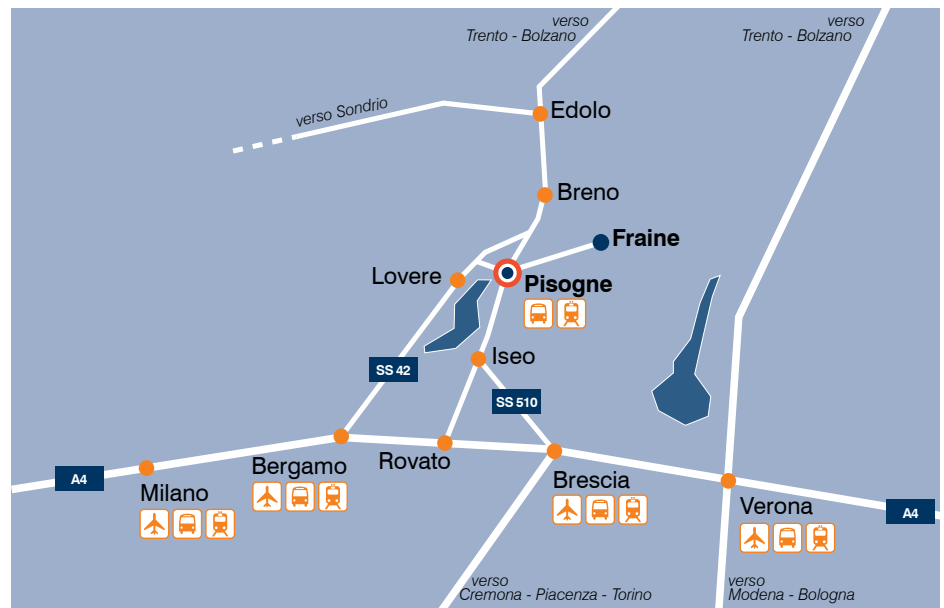 verso
Trento - Bolzano
verso
Trento - Bolzano
verso Sondrio
Edolo
Breno
Fraine
Lovere
Pisogne
Iseo
SS 42
SS 510
Bergamo
Rovato
A4
Milano
Brescia
Verona
A4
verso
Cremona - Piacenza - Torino
verso
Modena - Bologna